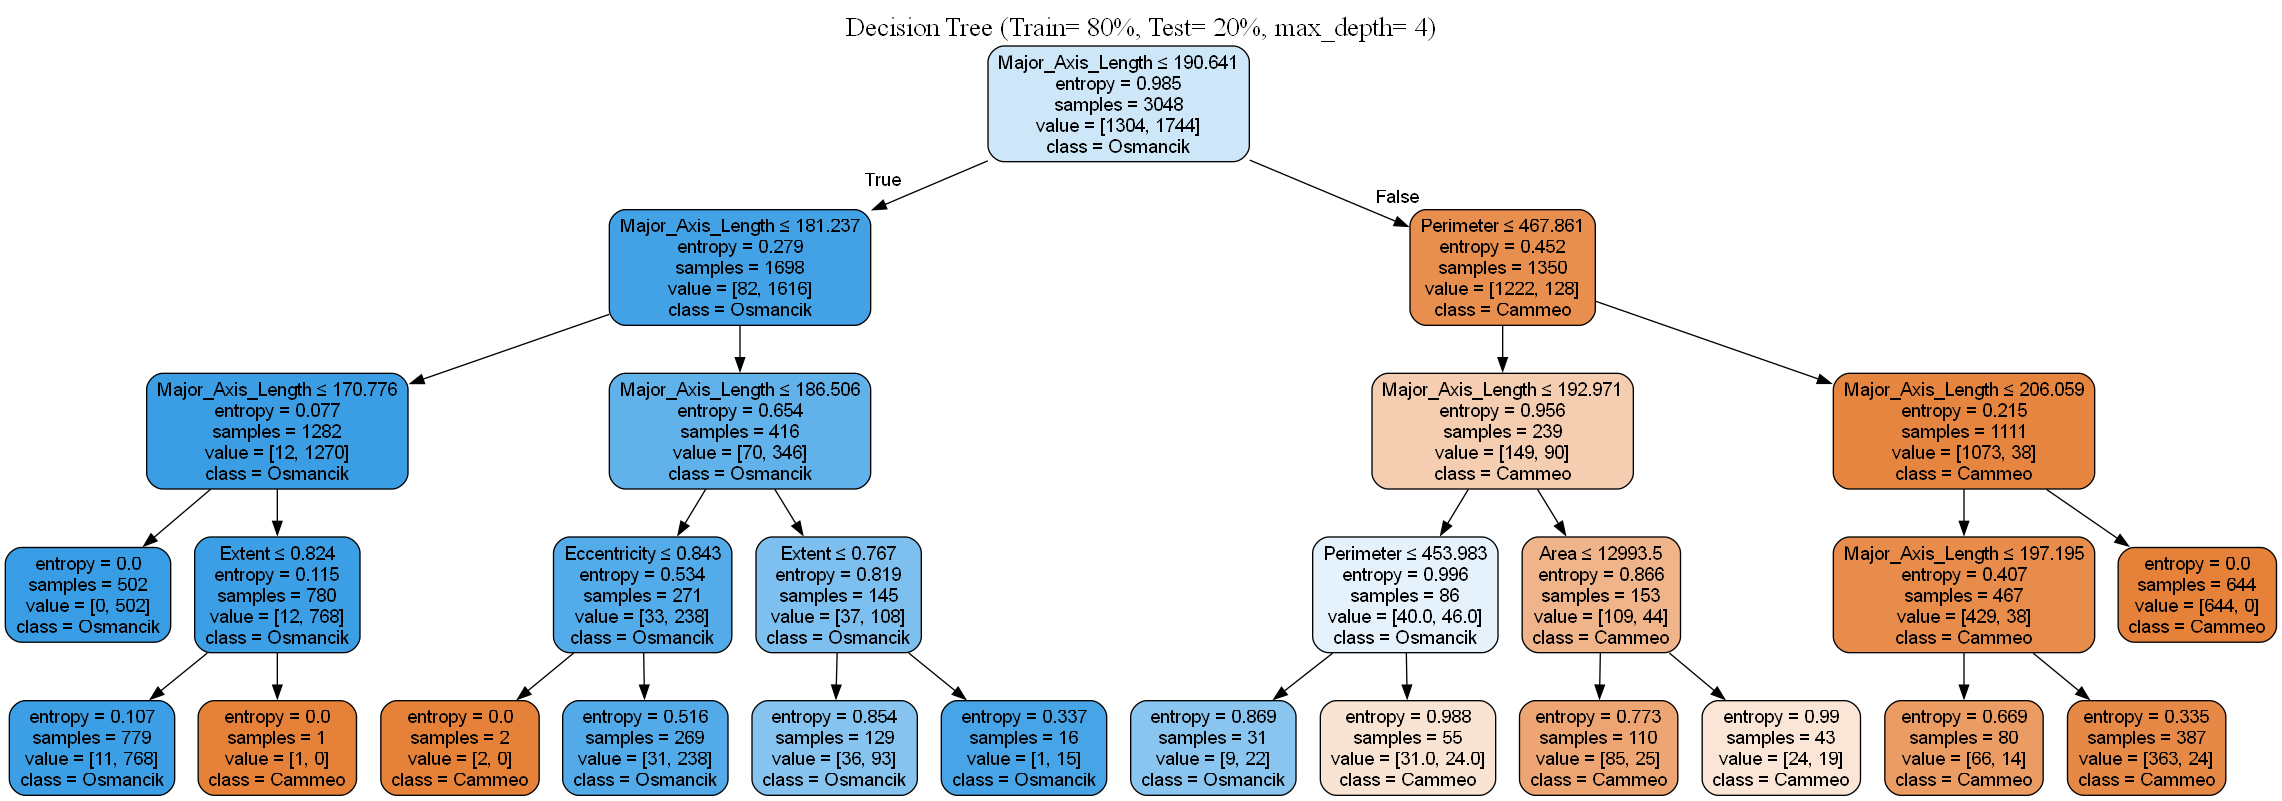 Decision Tree (Train= 80%, Test= 20%, max_depth= 4)
Major_Axis_Length ≤ 190.641
entropy = 0.985
samples = 3048
value = [1304, 1744]
class = Osmancik
True
False
Major_Axis_Length ≤ 181.237
entropy = 0.279
samples = 1698
value = [82, 1616]
class = Osmancik
Perimeter ≤ 467.861
entropy = 0.452
samples = 1350
value = [1222, 128]
class = Cammeo
Major_Axis_Length ≤ 170.776
entropy = 0.077
samples = 1282
value = [12, 1270]
class = Osmancik
Major_Axis_Length ≤ 186.506
entropy = 0.654
samples = 416
value = [70, 346]
class = Osmancik
Major_Axis_Length ≤ 192.971
entropy = 0.956
samples = 239
value = [149, 90]
class = Cammeo
Major_Axis_Length ≤ 206.059
entropy = 0.215
samples = 1111
value = [1073, 38]
class = Cammeo
entropy = 0.0
samples = 502
value = [0, 502]
class = Osmancik
Extent ≤ 0.824
entropy = 0.115
samples = 780
value = [12, 768]
class = Osmancik
Eccentricity ≤ 0.843
entropy = 0.534
samples = 271
value = [33, 238]
class = Osmancik
Extent ≤ 0.767
entropy = 0.819
samples = 145
value = [37, 108]
class = Osmancik
Perimeter ≤ 453.983
entropy = 0.996
samples = 86
value = [40.0, 46.0]
class = Osmancik
Area ≤ 12993.5
entropy = 0.866
samples = 153
value = [109, 44]
class = Cammeo
Major_Axis_Length ≤ 197.195
entropy = 0.407
samples = 467
value = [429, 38]
class = Cammeo
entropy = 0.0
samples = 644
value = [644, 0]
class = Cammeo
entropy = 0.107
samples = 779
value = [11, 768]
class = Osmancik
entropy = 0.0
samples = 1
value = [1, 0]
class = Cammeo
entropy = 0.0
samples = 2
value = [2, 0]
class = Cammeo
entropy = 0.516
samples = 269
value = [31, 238]
class = Osmancik
entropy = 0.854
samples = 129
value = [36, 93]
class = Osmancik
entropy = 0.337
samples = 16
value = [1, 15]
class = Osmancik
entropy = 0.869
samples = 31
value = [9, 22]
class = Osmancik
entropy = 0.988
samples = 55
value = [31.0, 24.0]
class = Cammeo
entropy = 0.773
samples = 110
value = [85, 25]
class = Cammeo
entropy = 0.99
samples = 43
value = [24, 19]
class = Cammeo
entropy = 0.669
samples = 80
value = [66, 14]
class = Cammeo
entropy = 0.335
samples = 387
value = [363, 24]
class = Cammeo